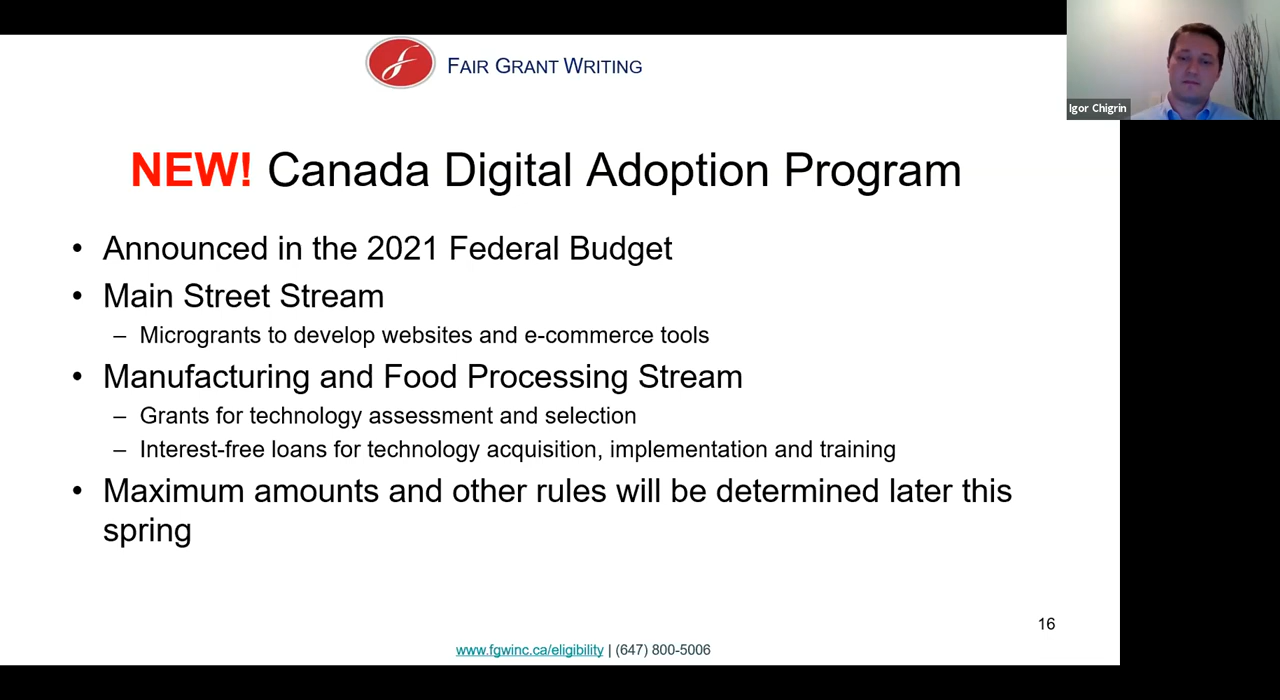 FAIR GRANT WRITING
Igor Chigrin
NEW! Canada Digital Adoption Program
• Announced in the 2021 Federal Budget
• Main Street Stream
– Microgrants to develop websites and e-commerce tools
• Manufacturing and Food Processing Stream
– Grants for technology assessment and selection
– Interest-free loans for technology acquisition, implementation and training
• Maximum amounts and other rules will be determined later this
spring
16
www.fgwinc.ca/eligibility | (647) 800-5006